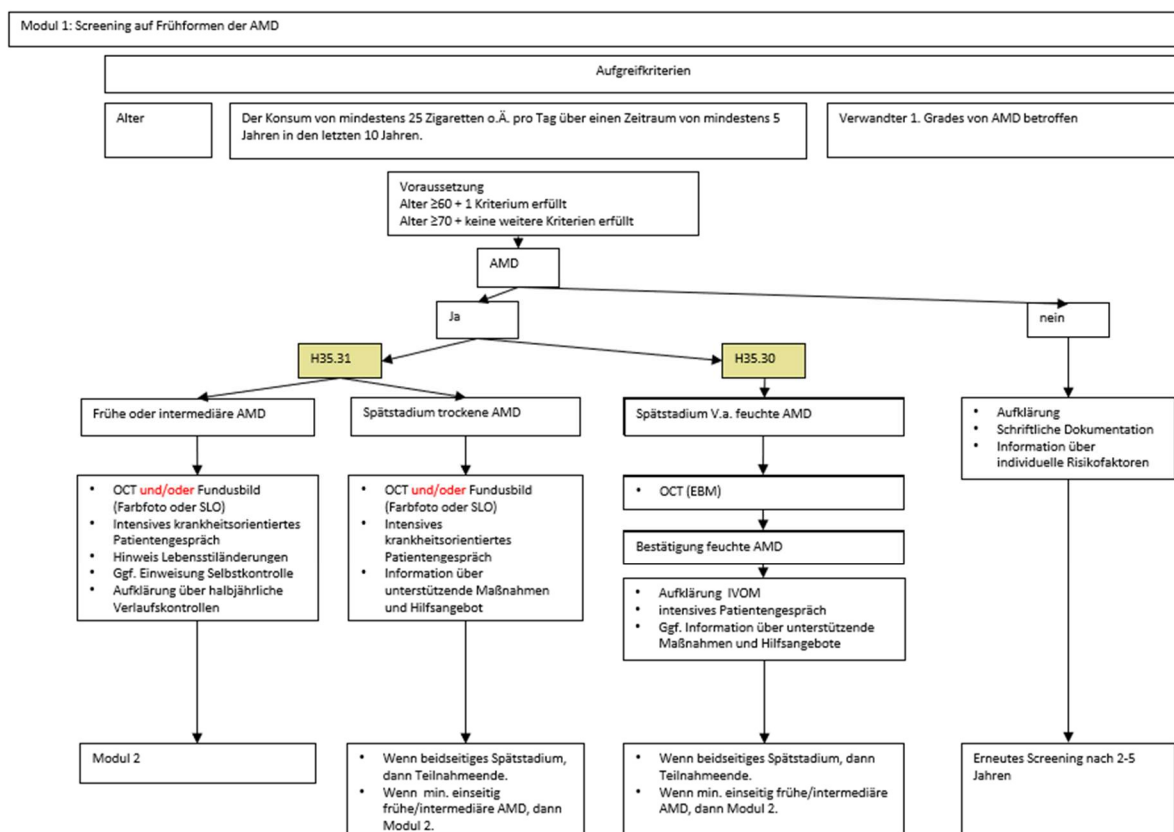 Modul 1: Screening auf Frühformen der AMD
Aufgreifkriterien
Alter
Der Konsum von mindestens 25 Zigaretten o.Ä. pro Tag über einen Zeitraum von mindestens 5
Jahren in den letzten 10 Jahren.
Verwandter 1. Grades von AMD betroffen
Voraussetzung
Alter ≥60 + 1 Kriterium erfüllt
Alter ≥70 + keine weitere Kriterien erfüllt
AMD
Ja
nein
H35.31
H35.30
Frühe oder intermediäre AMD
Spätstadium trockene AMD
Spätstadium V.a. feuchte AMD
• Aufklärung
• Schriftliche Dokumentation
• Information über
individuelle Risikofaktoren
• OCT und/oder Fundusbild
(Farbfoto oder SLO)
• Intensives krankheitsorientiertes
Patientengespräch
• Hinweis Lebensstiländerungen
• Ggf. Einweisung Selbstkontrolle
• Aufklärung über halbjährliche
Verlaufskontrollen
• OCT und/oder Fundusbild
(Farbfoto oder SLO)
• Intensives
krankheitsorientiertes
Patientengespräch
• Information über
unterstützende Maßnahmen
und Hilfsangebot
• OCT (EBM)
Bestätigung feuchte AMD
• Aufklärung IVOM
• intensives Patientengespräch
• Ggf. Information über unterstützende
Maßnahmen und Hilfsangebote
Modul 2
• Wenn beidseitiges Spätstadium,
dann Teilnahmeende.
• Wenn min. einseitig
frühe/intermediäre AMD, dann
Modul 2.
• Wenn beidseitiges Spätstadium, dann
Teilnahmeende.
• Wenn min. einseitig frühe/intermediäre
AMD, dann Modul 2.
Erneutes Screening nach 2-5
Jahren